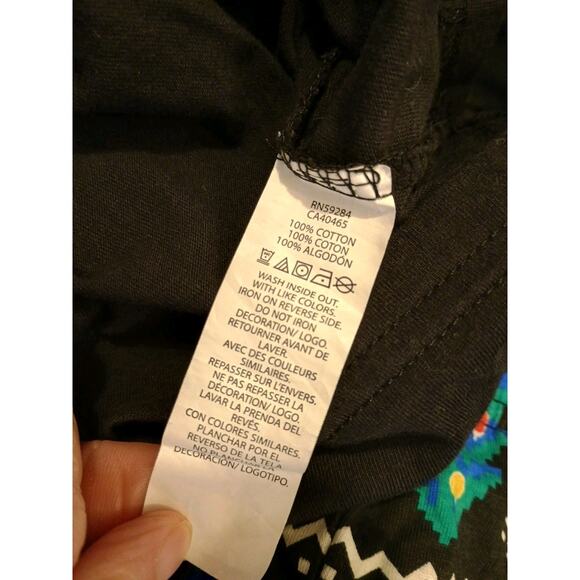 RN59284
CA40465
100% COTTON
100% COTON
100% ALGODÓN
WASH INSIDE OUT
WITH LIKE COLORS.
IRON ON REVERSE SIDE.
DO NOT IRON
DECORATION/ LOGO.
RETOURNER AVANT DE
LAVER.
AVEC DES COULEURS
SIMILAIRES.
REPASSER SUR L'ENVERS.
NE PAS REPASSER LA
DÉCORATION/ LOGO.
LAVAR LA PRENDA DEL
REVÉS.
CON COLORES SIMILARES.
PLANCHAR POR EL
REVERSO DE LA TELA
NO PLANCHAR LA
DECORACIÓN/ LOGOTIPO.